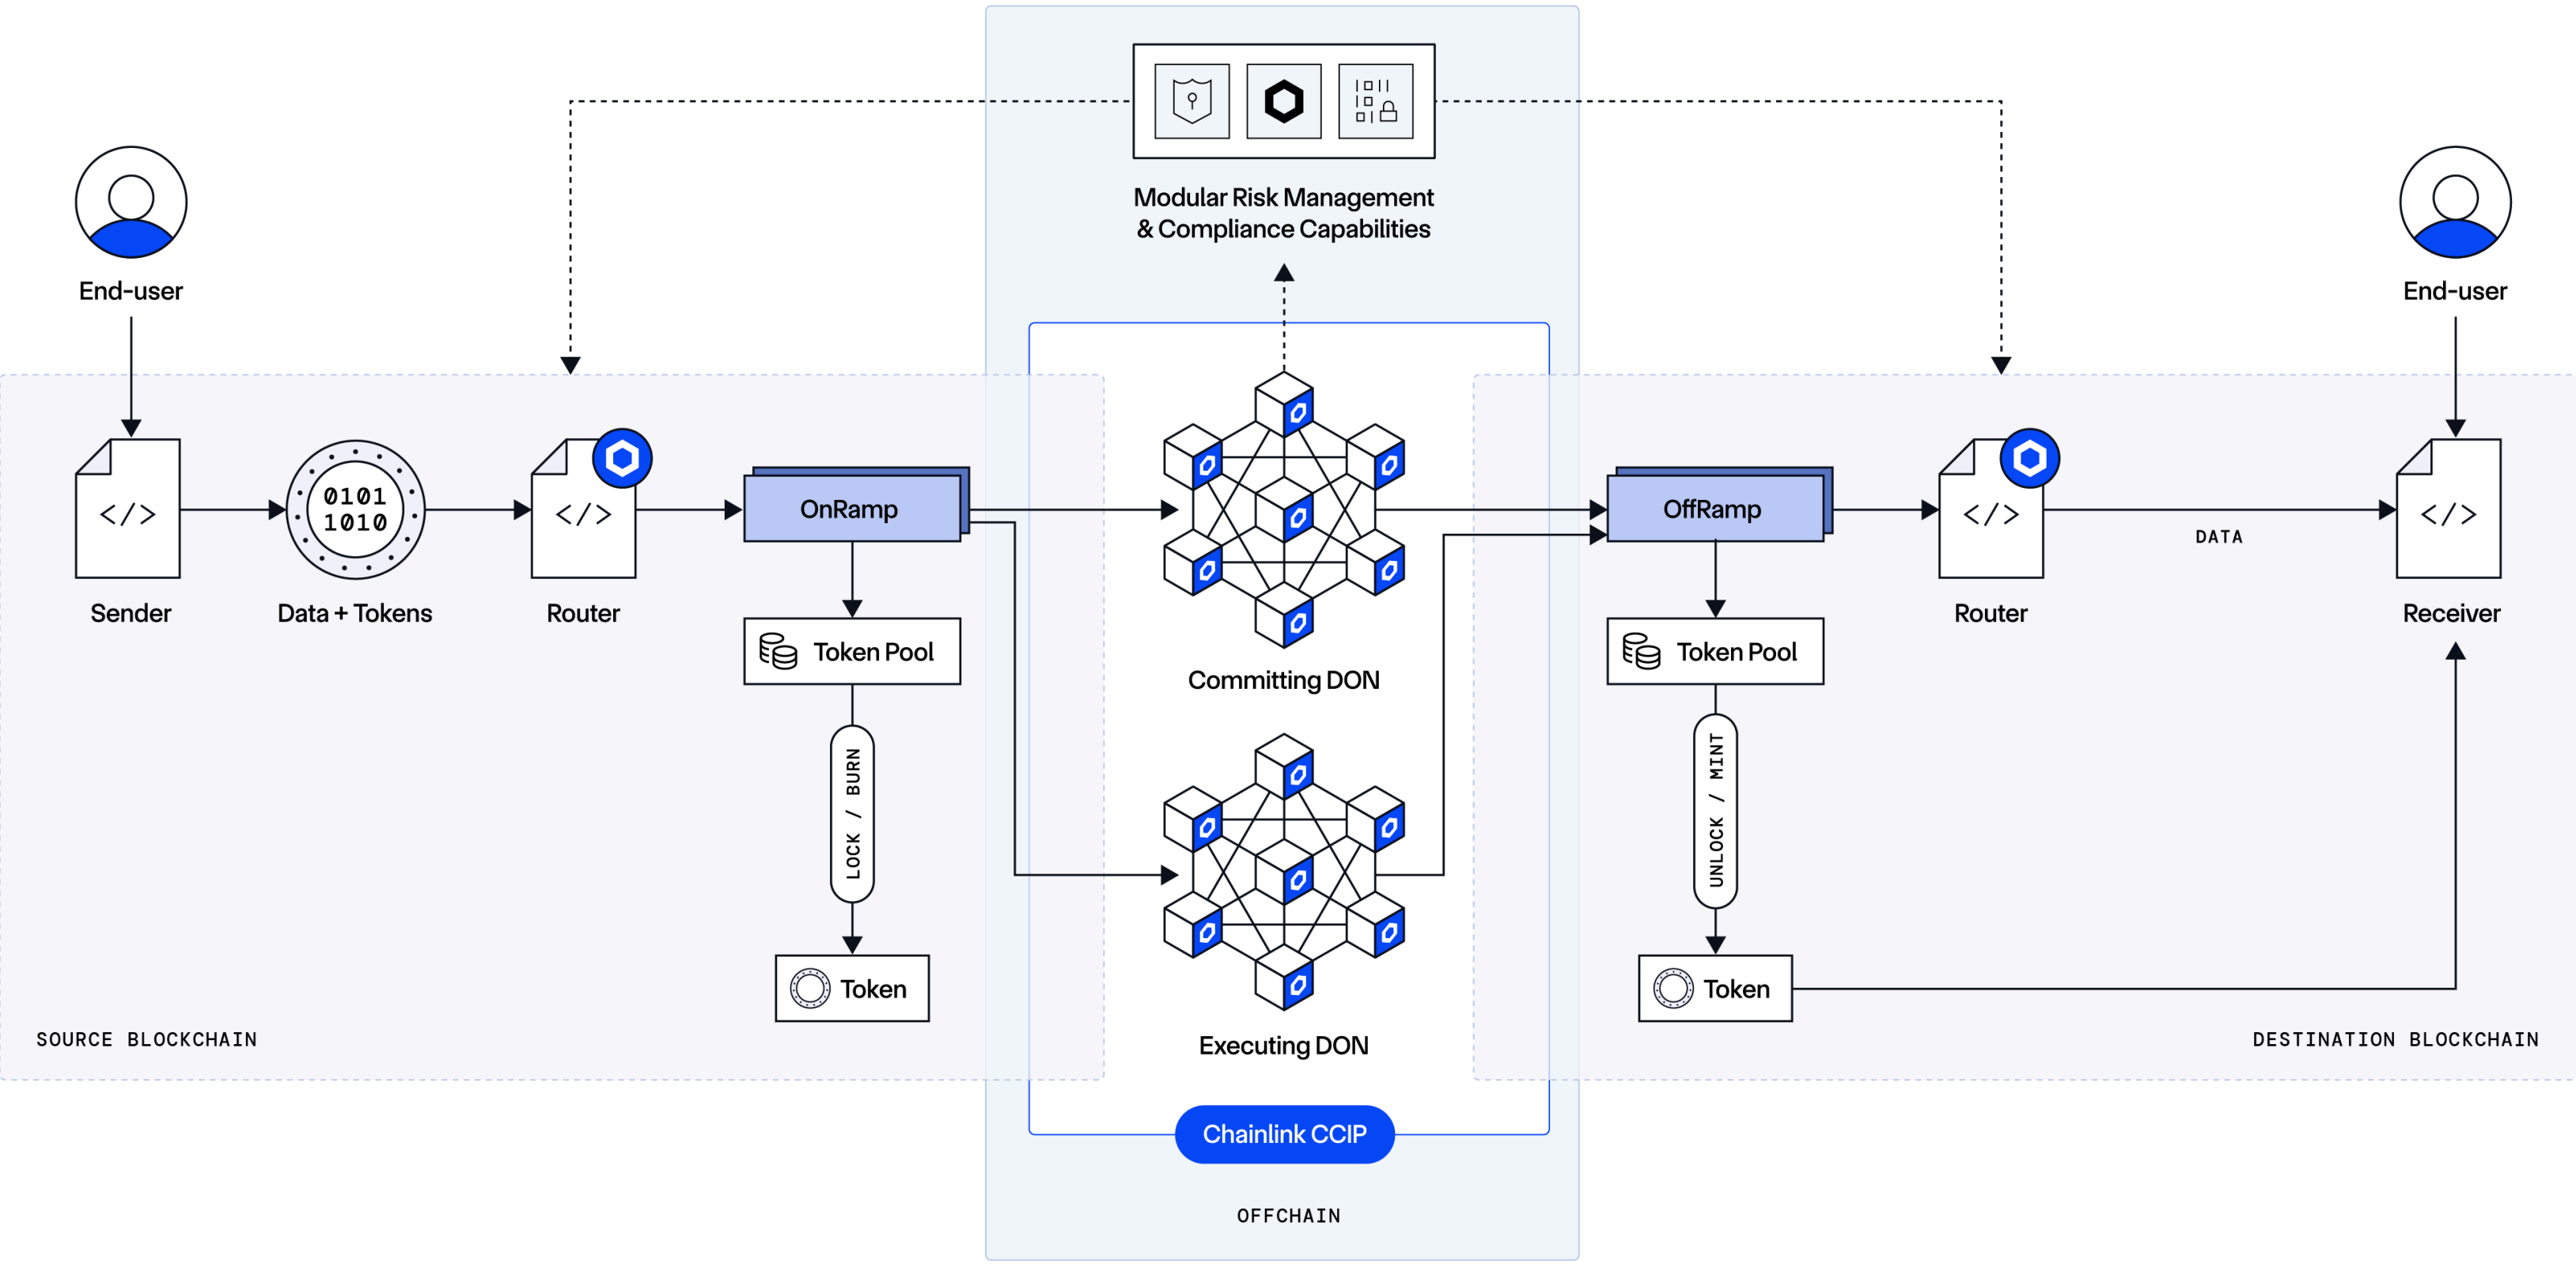 Modular Risk Management
& Compliance Capabilities
End-user
End-user
</>
0101
1010
</>
OnRamp
OffRamp
</>
</>
DATA
Sender
Data + Tokens
Router
Router
Receiver
Token Pool
Committing DON
Token Pool
LOCK / BURN
UNLOCK / MINT
Token
Token
SOURCE BLOCKCHAIN
Executing DON
DESTINATION BLOCKCHAIN
Chainlink CCIP
OFFCHAIN